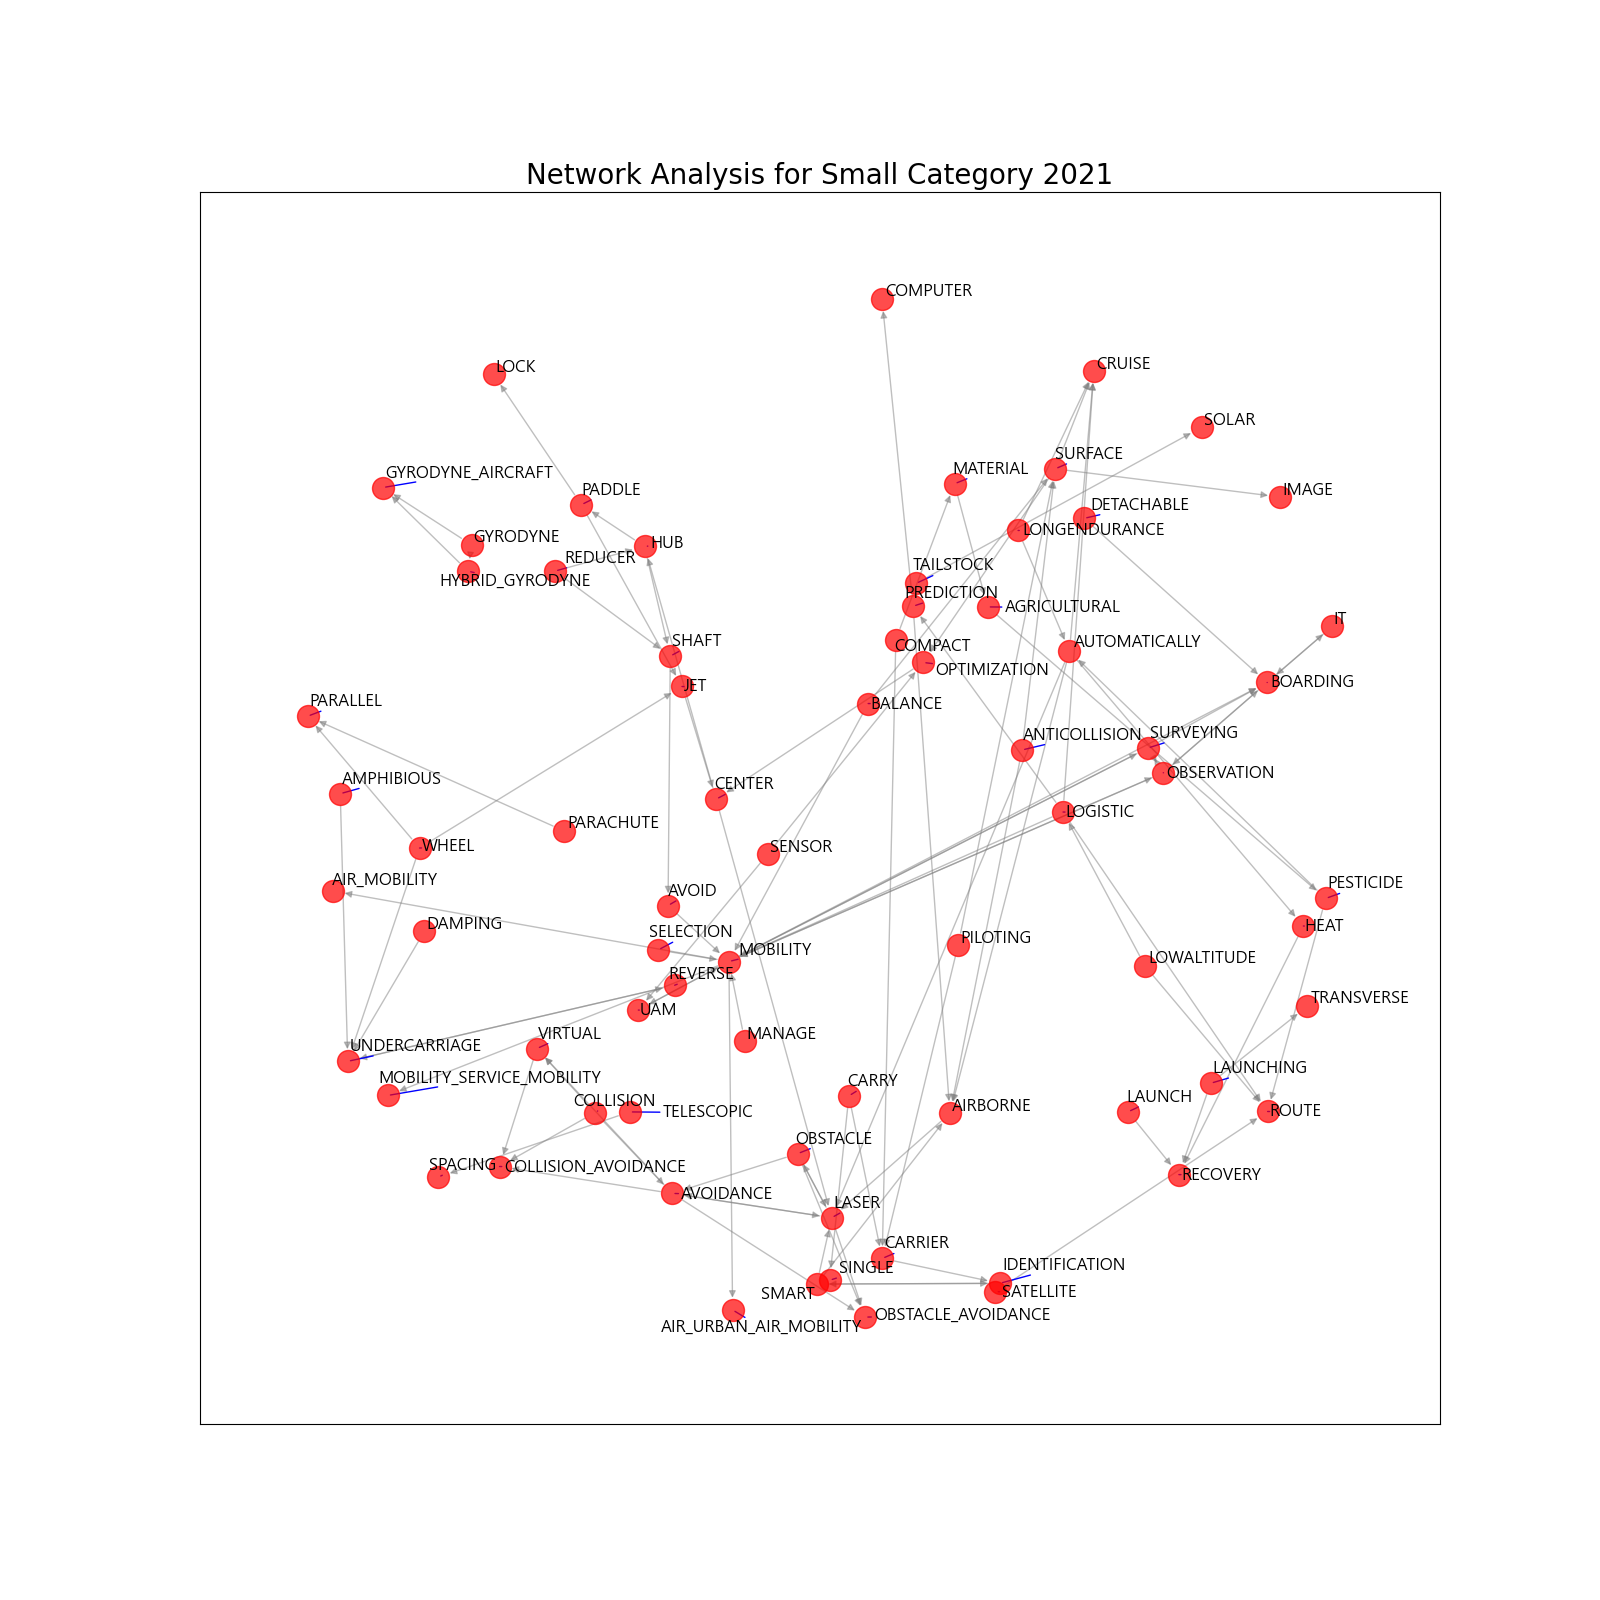 Network Analysis for Small Category 2021
COMPUTER
LOCK
CRUISE
SOLAR
SURFACE
GYRODYNE_AIRCRAFT
MATERIAL
PADDLE
IMAGE
DETACHABLE
LONGENDURANCE
GYRODYNE
HUB
REDUCER
TAILSTOCK
HYBRID_GYRODYNE
PREDICTION
AGRICULTURAL
IT
SHAFT
COMPACT
AUTOMATICALLY
OPTIMIZATION
JET
BOARDING
PARALLEL
BALANCE
ANTICOLLISION
SURVEYING
OBSERVATION
AMPHIBIOUS
CENTER
LOGISTIC
PARACHUTE
WHEEL
SENSOR
AIR_MOBILITY
AVOID
PESTICIDE
DAMPING
HEAT
SELECTION
PILOTING
MOBILITY
LOWALTITUDE
REVERSE
TRANSVERSE
UAM
VIRTUAL
MANAGE
UNDERCARRIAGE
LAUNCHING
MOBILITY_SERVICE_MOBILITY
CARRY
LAUNCH
COLLISION
TELESCOPIC
AIRBORNE
ROUTE
OBSTACLE
SPACING
COLLISION_AVOIDANCE
RECOVERY
AVOIDANCE
LASER
CARRIER
IDENTIFICATION
SINGLE
SMART
SATELLITE
OBSTACLE_AVOIDANCE
AIR_URBAN_AIR_MOBILITY